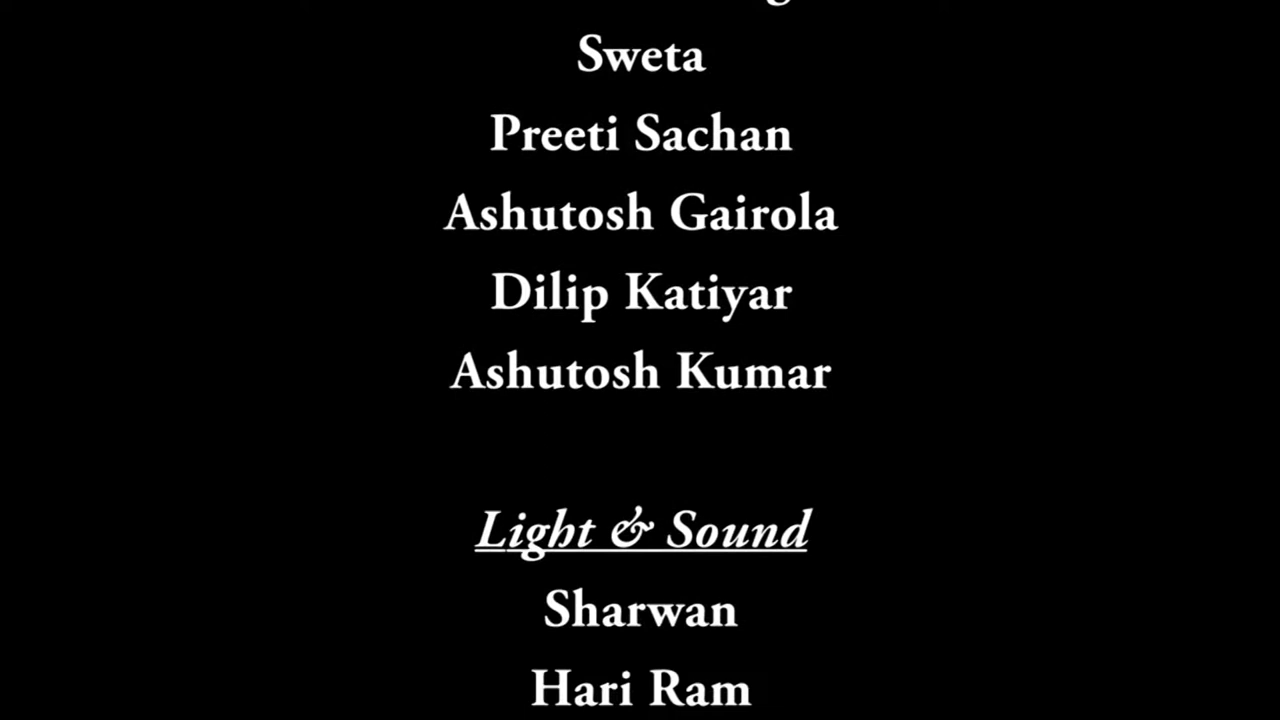 Sweta
Preeti Sachan
Ashutosh Gairola
Dilip Katiyar
Ashutosh Kumar
Light & Sound
Sharwan
Hari Ram